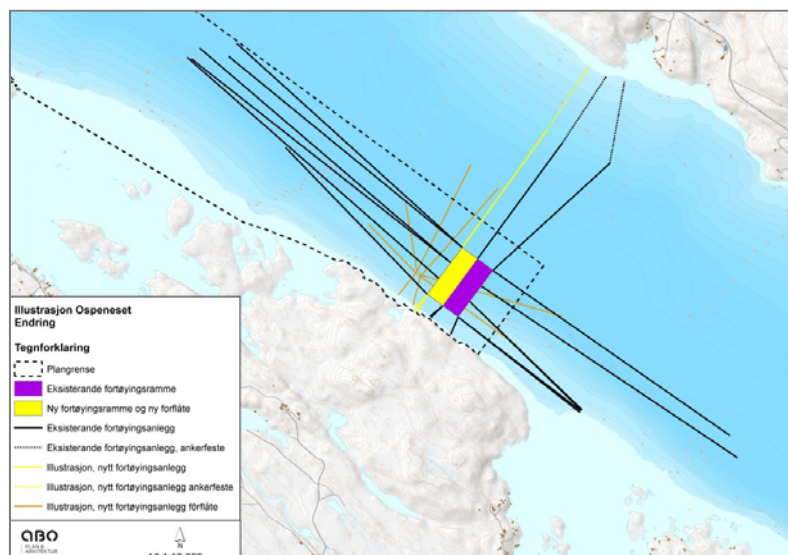 Illustrasjon Ospeneset
Endring
Tegnforklaring
Plangrense
Eksisterande fortøyingsramme
Ny fortøyingsramme og ny forflåte
Eksisterande fortøyingsanlegg
Eksisterande fortøyingsanlegg, ankerfeste
Illustrasjon, nytt fortøyingsanlegg
Illustrasjon, nytt fortøyingsanlegg ankerfeste
Illustrasjon, nytt fortøyingsanlegg fôrflåte
abo
PLAN &
ARKITEKTUR
N